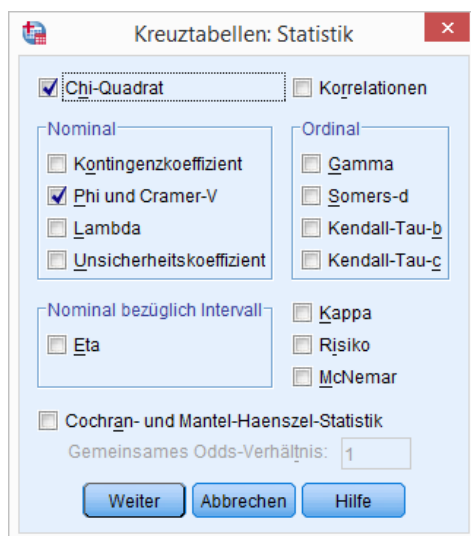 Kreuztabellen: Statistik
Chi-Quadrat
Korrelationen
Nominal
Kontingenzkoeffizient
Phi und Cramer-V
Lambda
Unsicherheitskoeffizient
Ordinal
Gamma
Somers-d
Kendall-Tau-b
Kendall-Tau-c
Nominal bezüglich Intervall
Eta
Kappa
Risiko
McNemar
Cochran- und Mantel-Haenszel-Statistik
Gemeinsames Odds-Verhältnis: 1
Weiter Abbrechen Hilfe